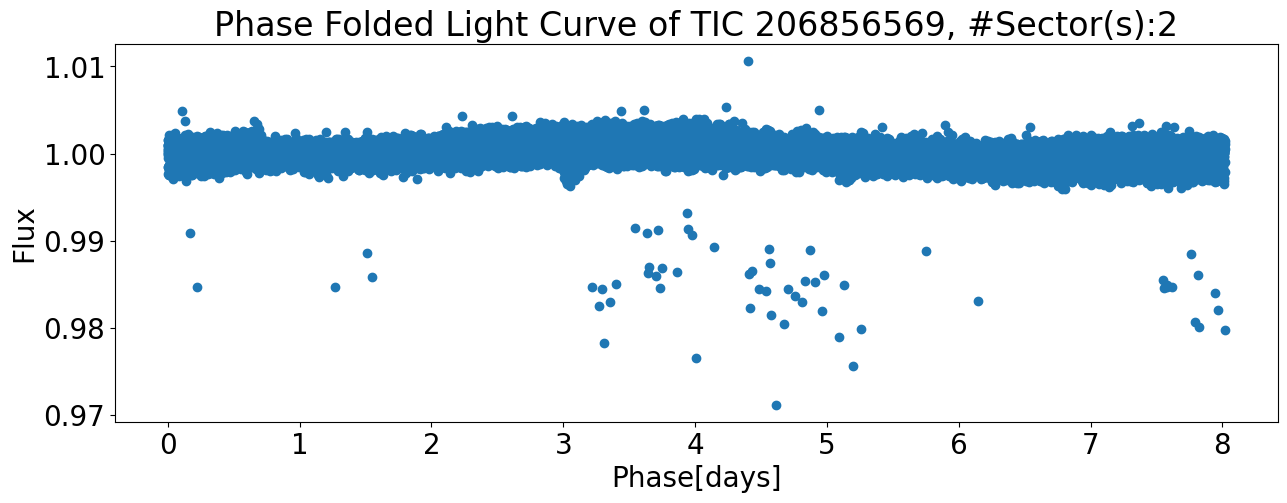 Phase Folded Light Curve of TIC 206856569, #Sector(s):2
1.01
1.00
0.99
0.98
0.97
Flux
0 1 2 3 4 5 6 7 8
Phase[days]